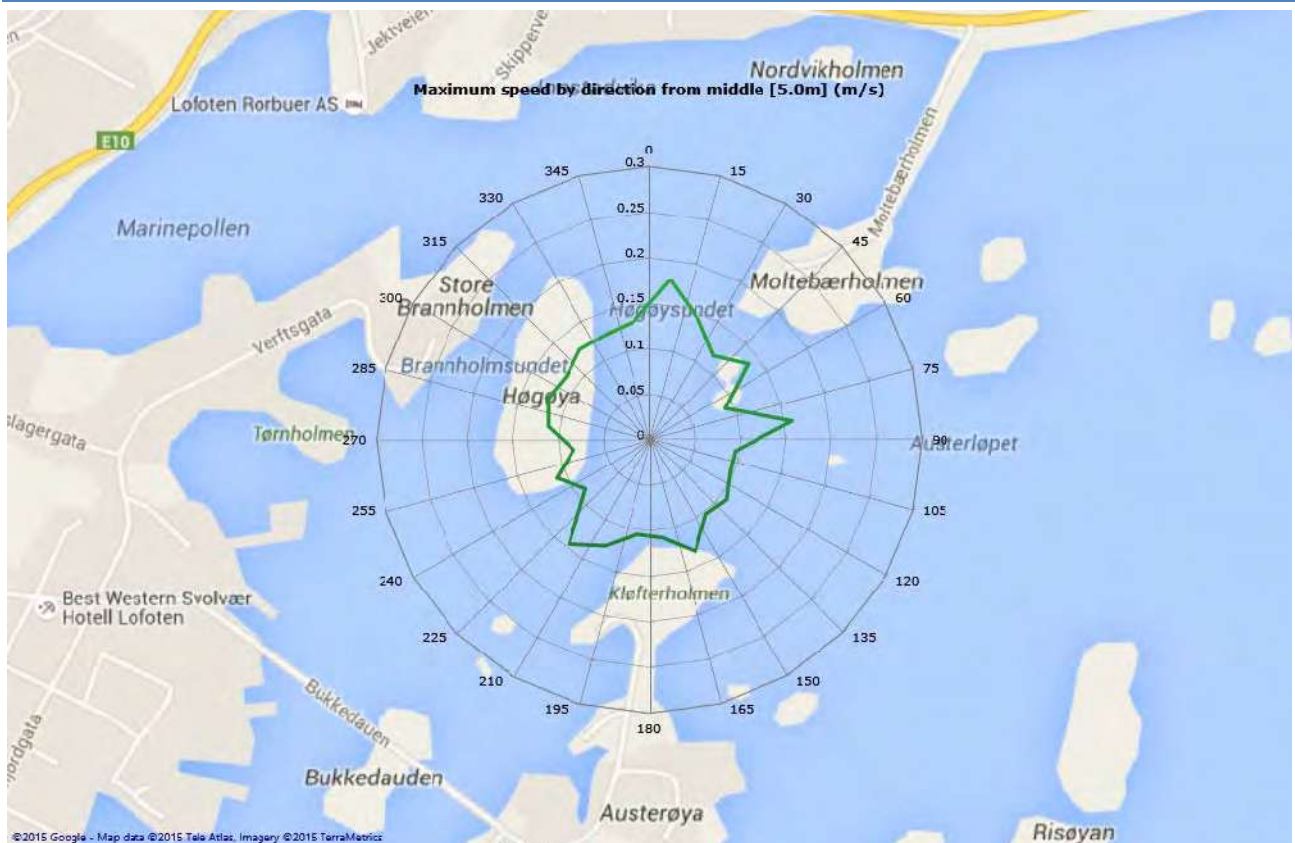 Jektveien
Skipperve
Nordvikholmen
Maximum speed by direction from middle [5.0m] (m/s)
Lofoten Rorbuer AS
E10
Moltebærholmen
0
0.3
345
15
330
30
0.25
Marinepollen
315
45
0.2
Store
Brannholmen
Moltebærholmen
300
60
0.15
Høgøysundet
Verftsgata
0.1
Brannholmsundet
285
75
0.05
Høgøya
slagergata
Tørnholmen
270
0
90
Austerløpet
255
105
240
120
Kløfterholmen
Best Western Svolvær
Hotell Lofoten
225
135
210
150
195
165
180
Bukkedauen
fjordgata
Bukkedauden
Austerøya
Risøyan
©2015 Google - Map data ©2015 Tele Atlas, Imagery ©2015 TerraMetrics